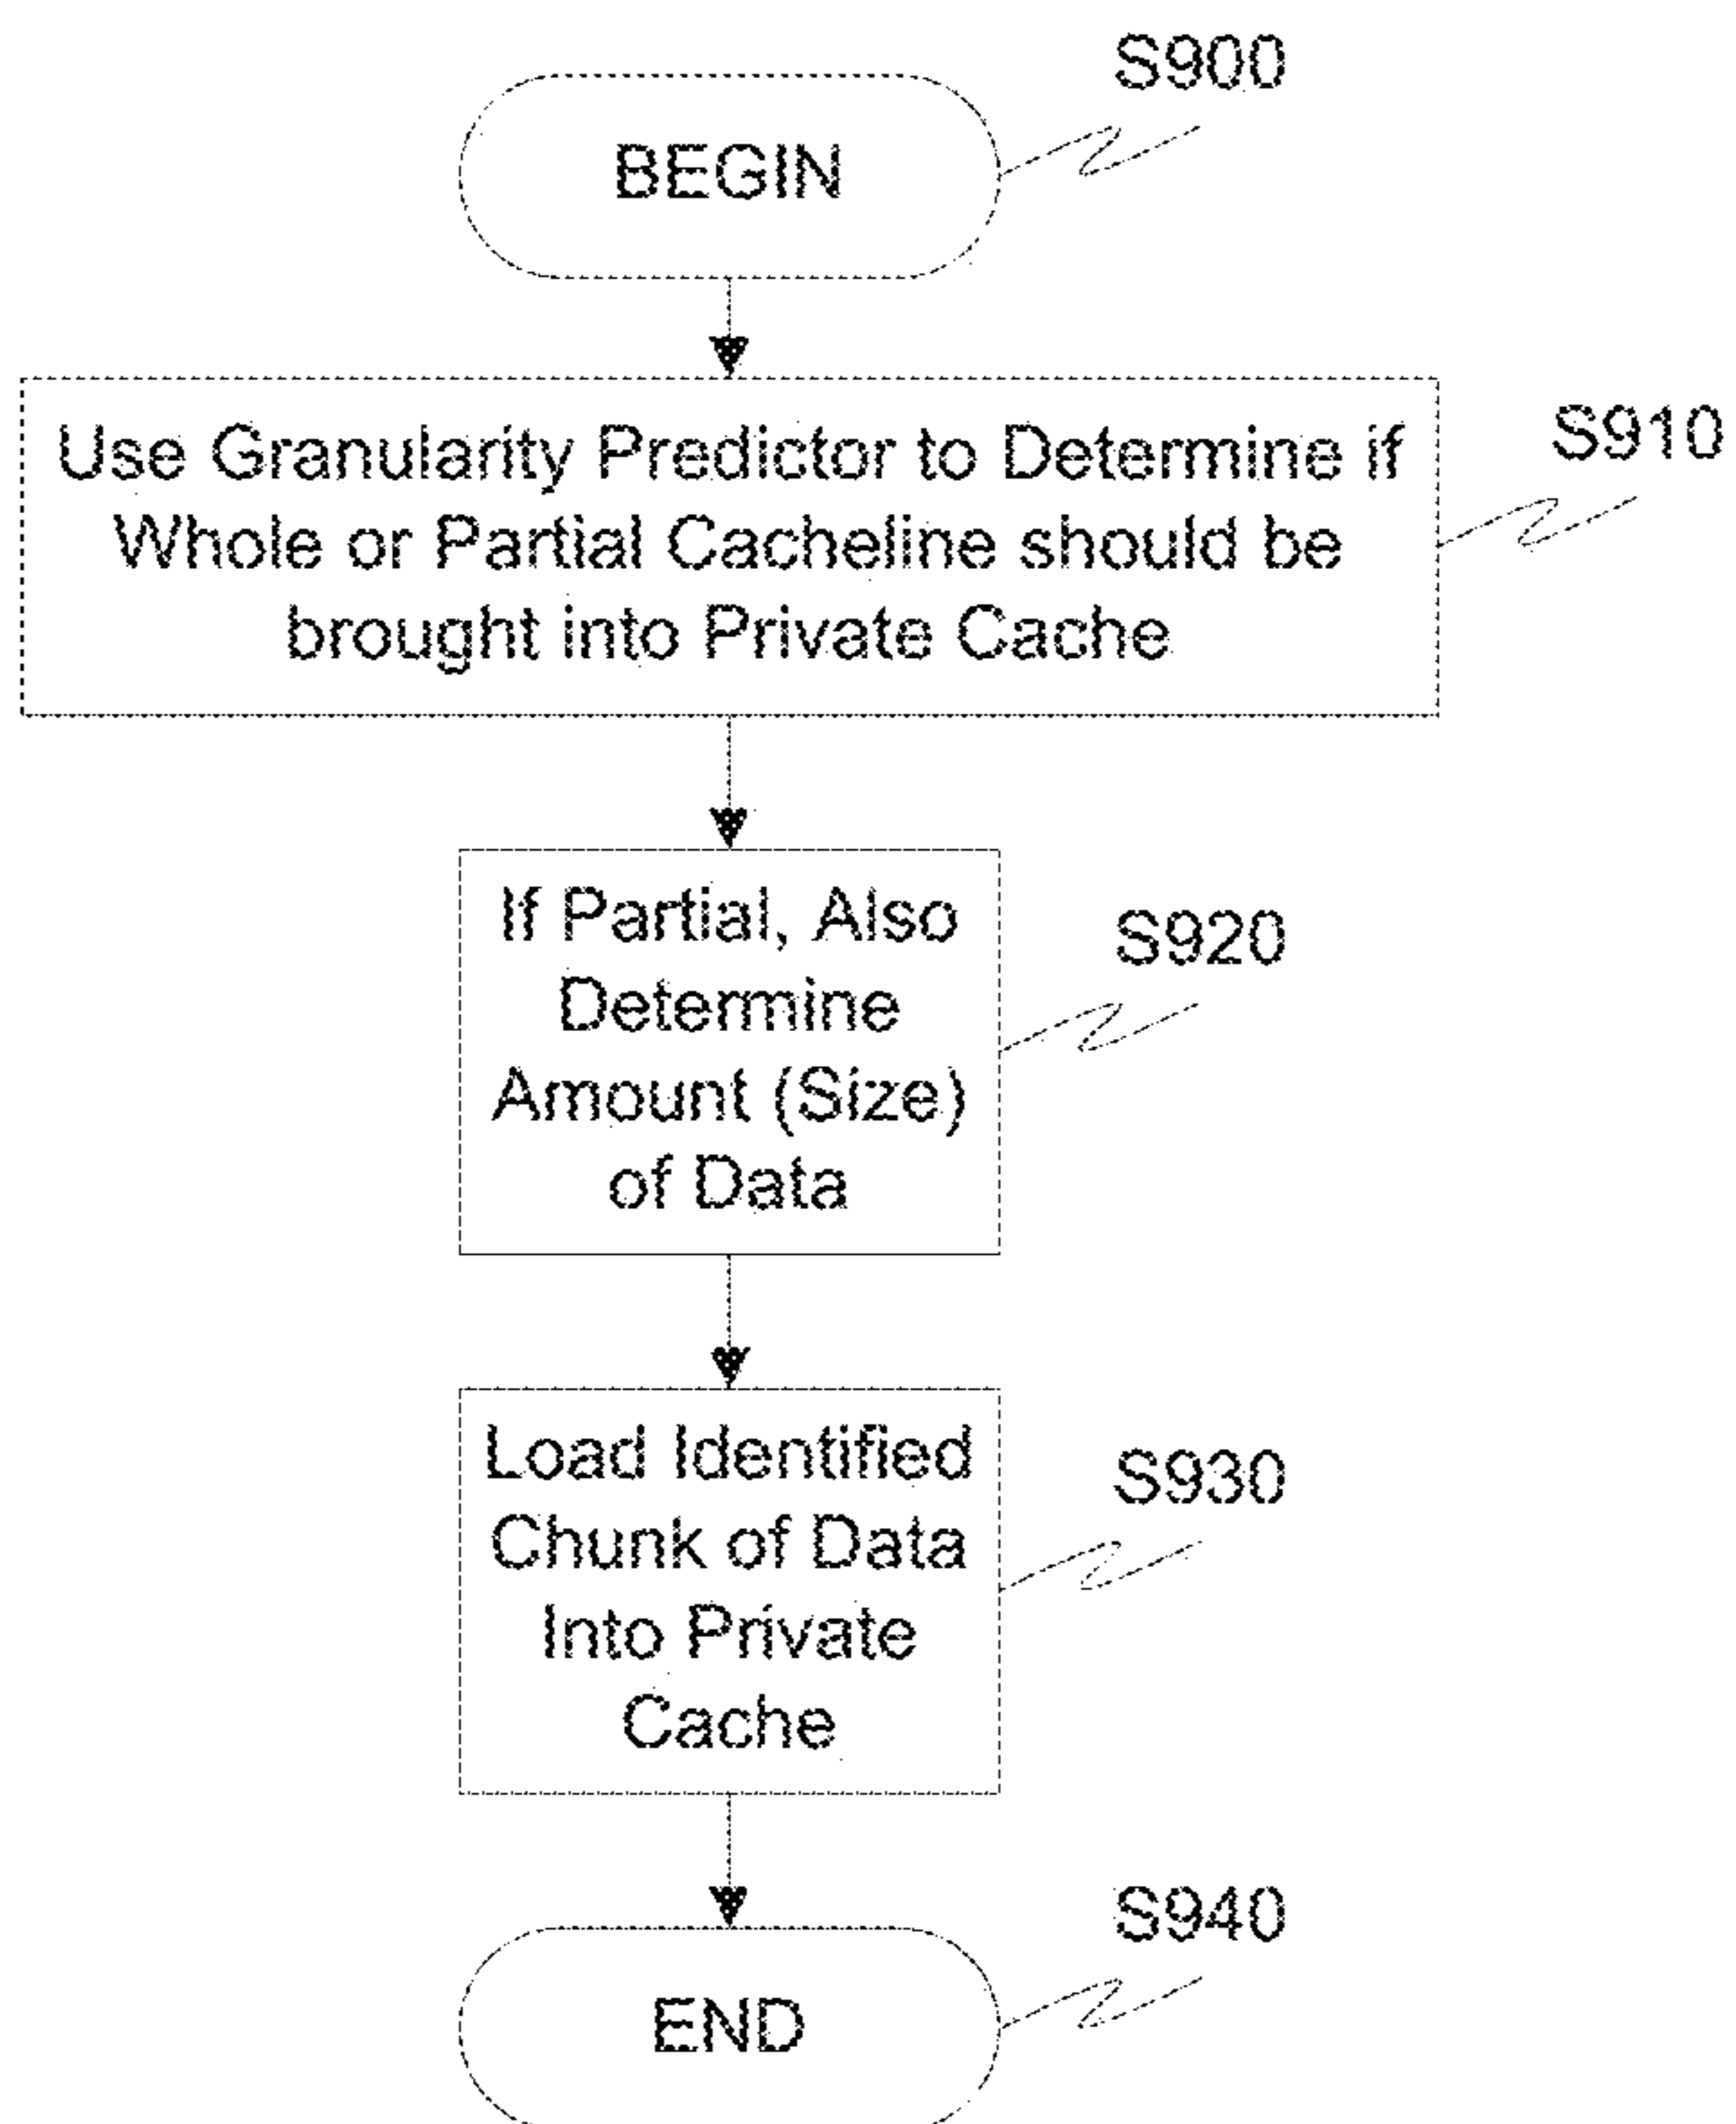 S900
BEGIN
Use Granularity Predictor to Determine if
S910
Whole or Partial Cacheline should be
brought into Private Cache
If Partial, Also
S920
Determine
Amount (Size)
of Data
Load Identified
S930
Chunk of Data
Into Private
Cache
S940
END